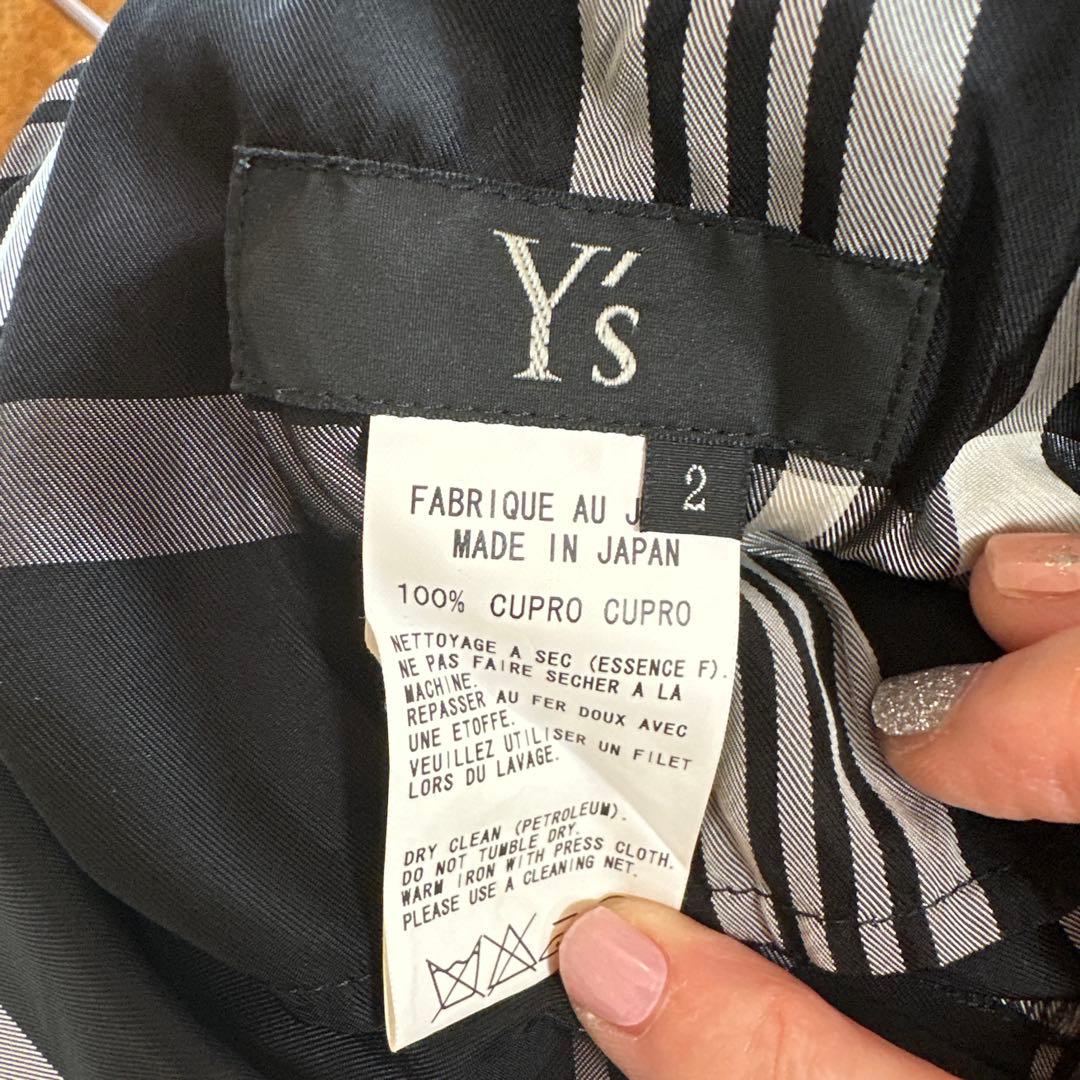 Y's
2
FABRIQUE AU J
MADE IN JAPAN
100% CUPRO CUPRO
NETTOYAGE A SEC (ESSENCE F).
NE PAS FAIRE SECHER A LA
MACHINE.
REPASSER AU FER DOUX AVEC
UNE ETOFFE.
VEUILLEZ UTILISER UN FILET
LORS DU LAVAGE.
DRY CLEAN (PETROLEUM).
DO NOT TUMBLE DRY.
WARM IRON WITH PRESS CLOTH.
PLEASE USE A CLEANING NET.